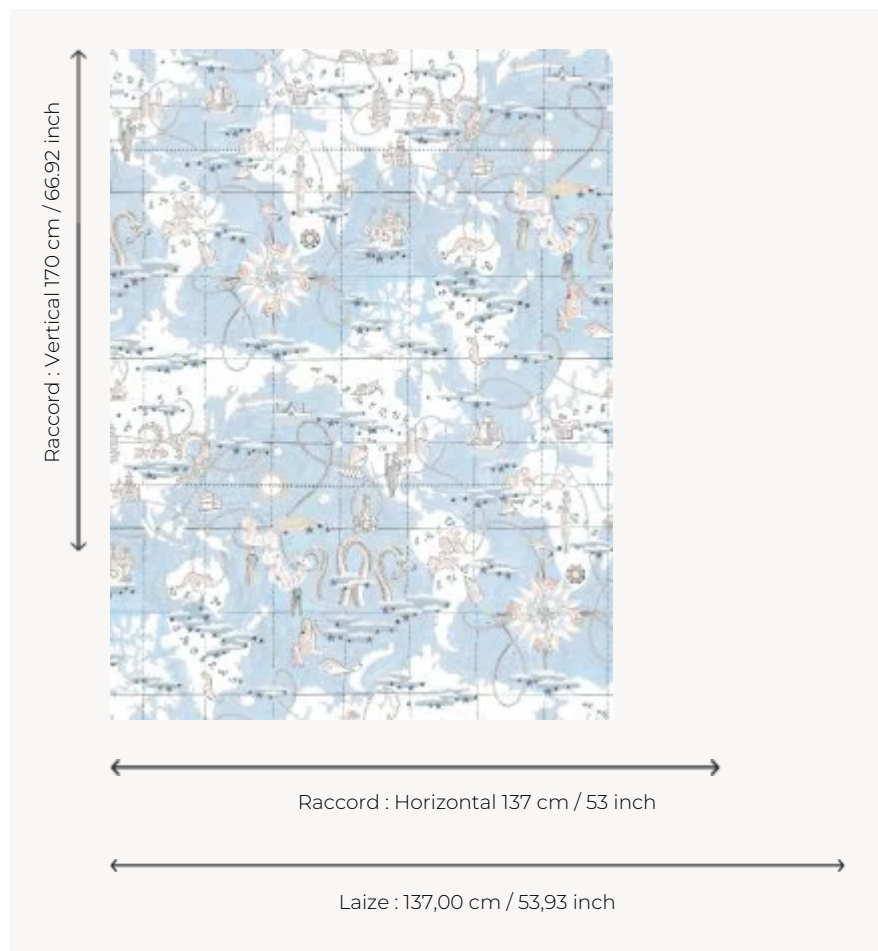 Raccord : Vertical 170 cm / 66.92 inch
Raccord : Horizontal 137 cm / 53 inch
Laize : 137,00 cm / 53,93 inch